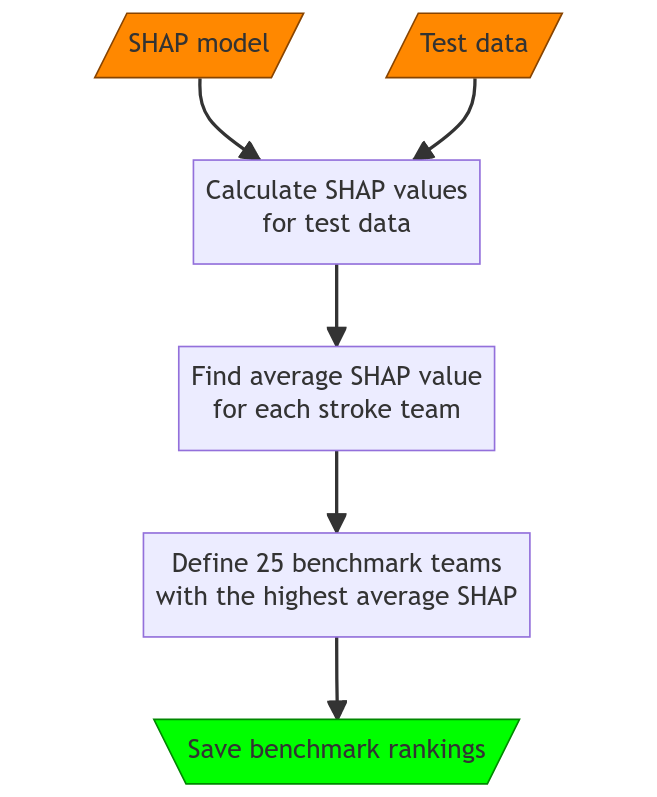 SHAP model
Test data
Calculate SHAP values
for test data
Find average SHAP value
for each stroke team
Define 25 benchmark teams
with the highest average SHAP
Save benchmark rankings